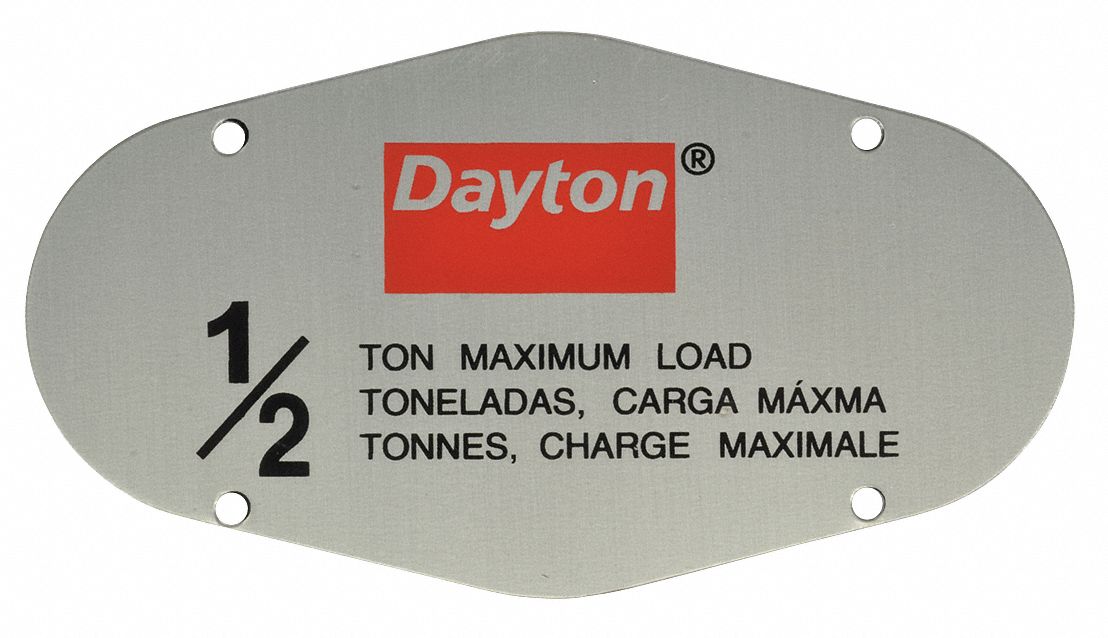 Dayton®
1/2
TON MAXIMUM LOAD
TONELADAS, CARGA MÁXMA
TONNES, CHARGE MAXIMALE